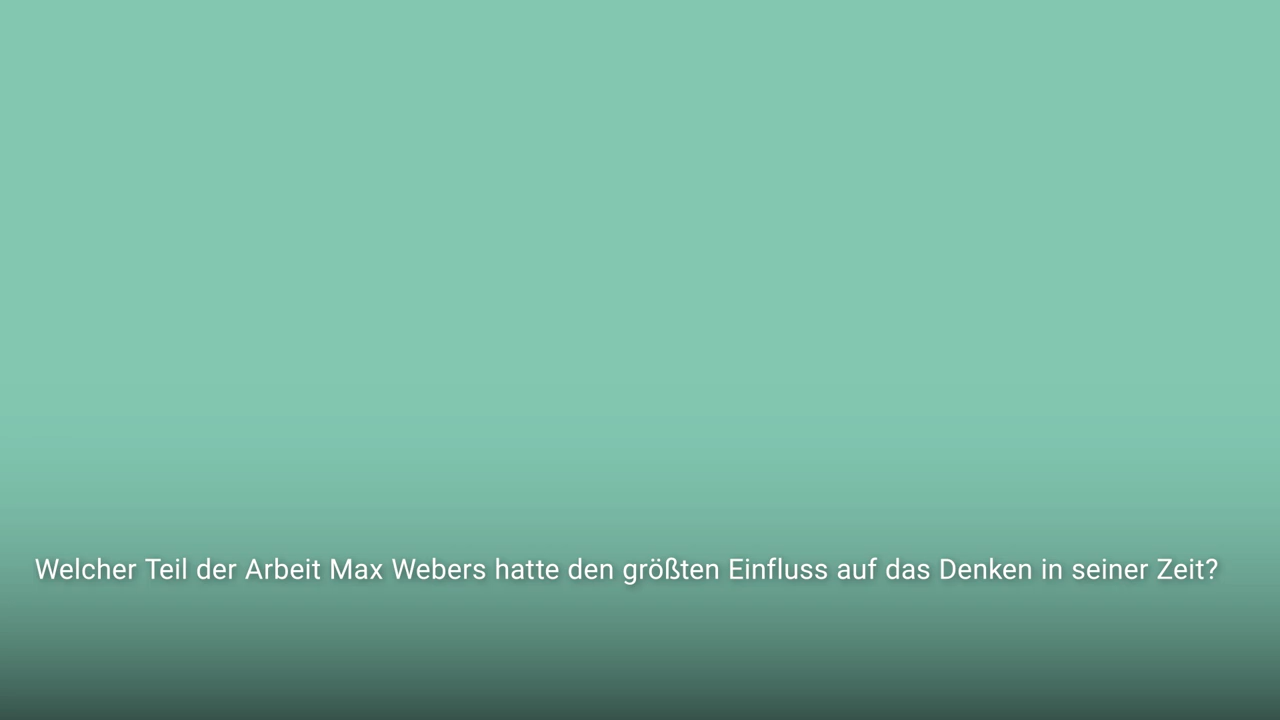 Welcher Teil der Arbeit Max Webers hatte den größten Einfluss auf das Denken in seiner Zeit?